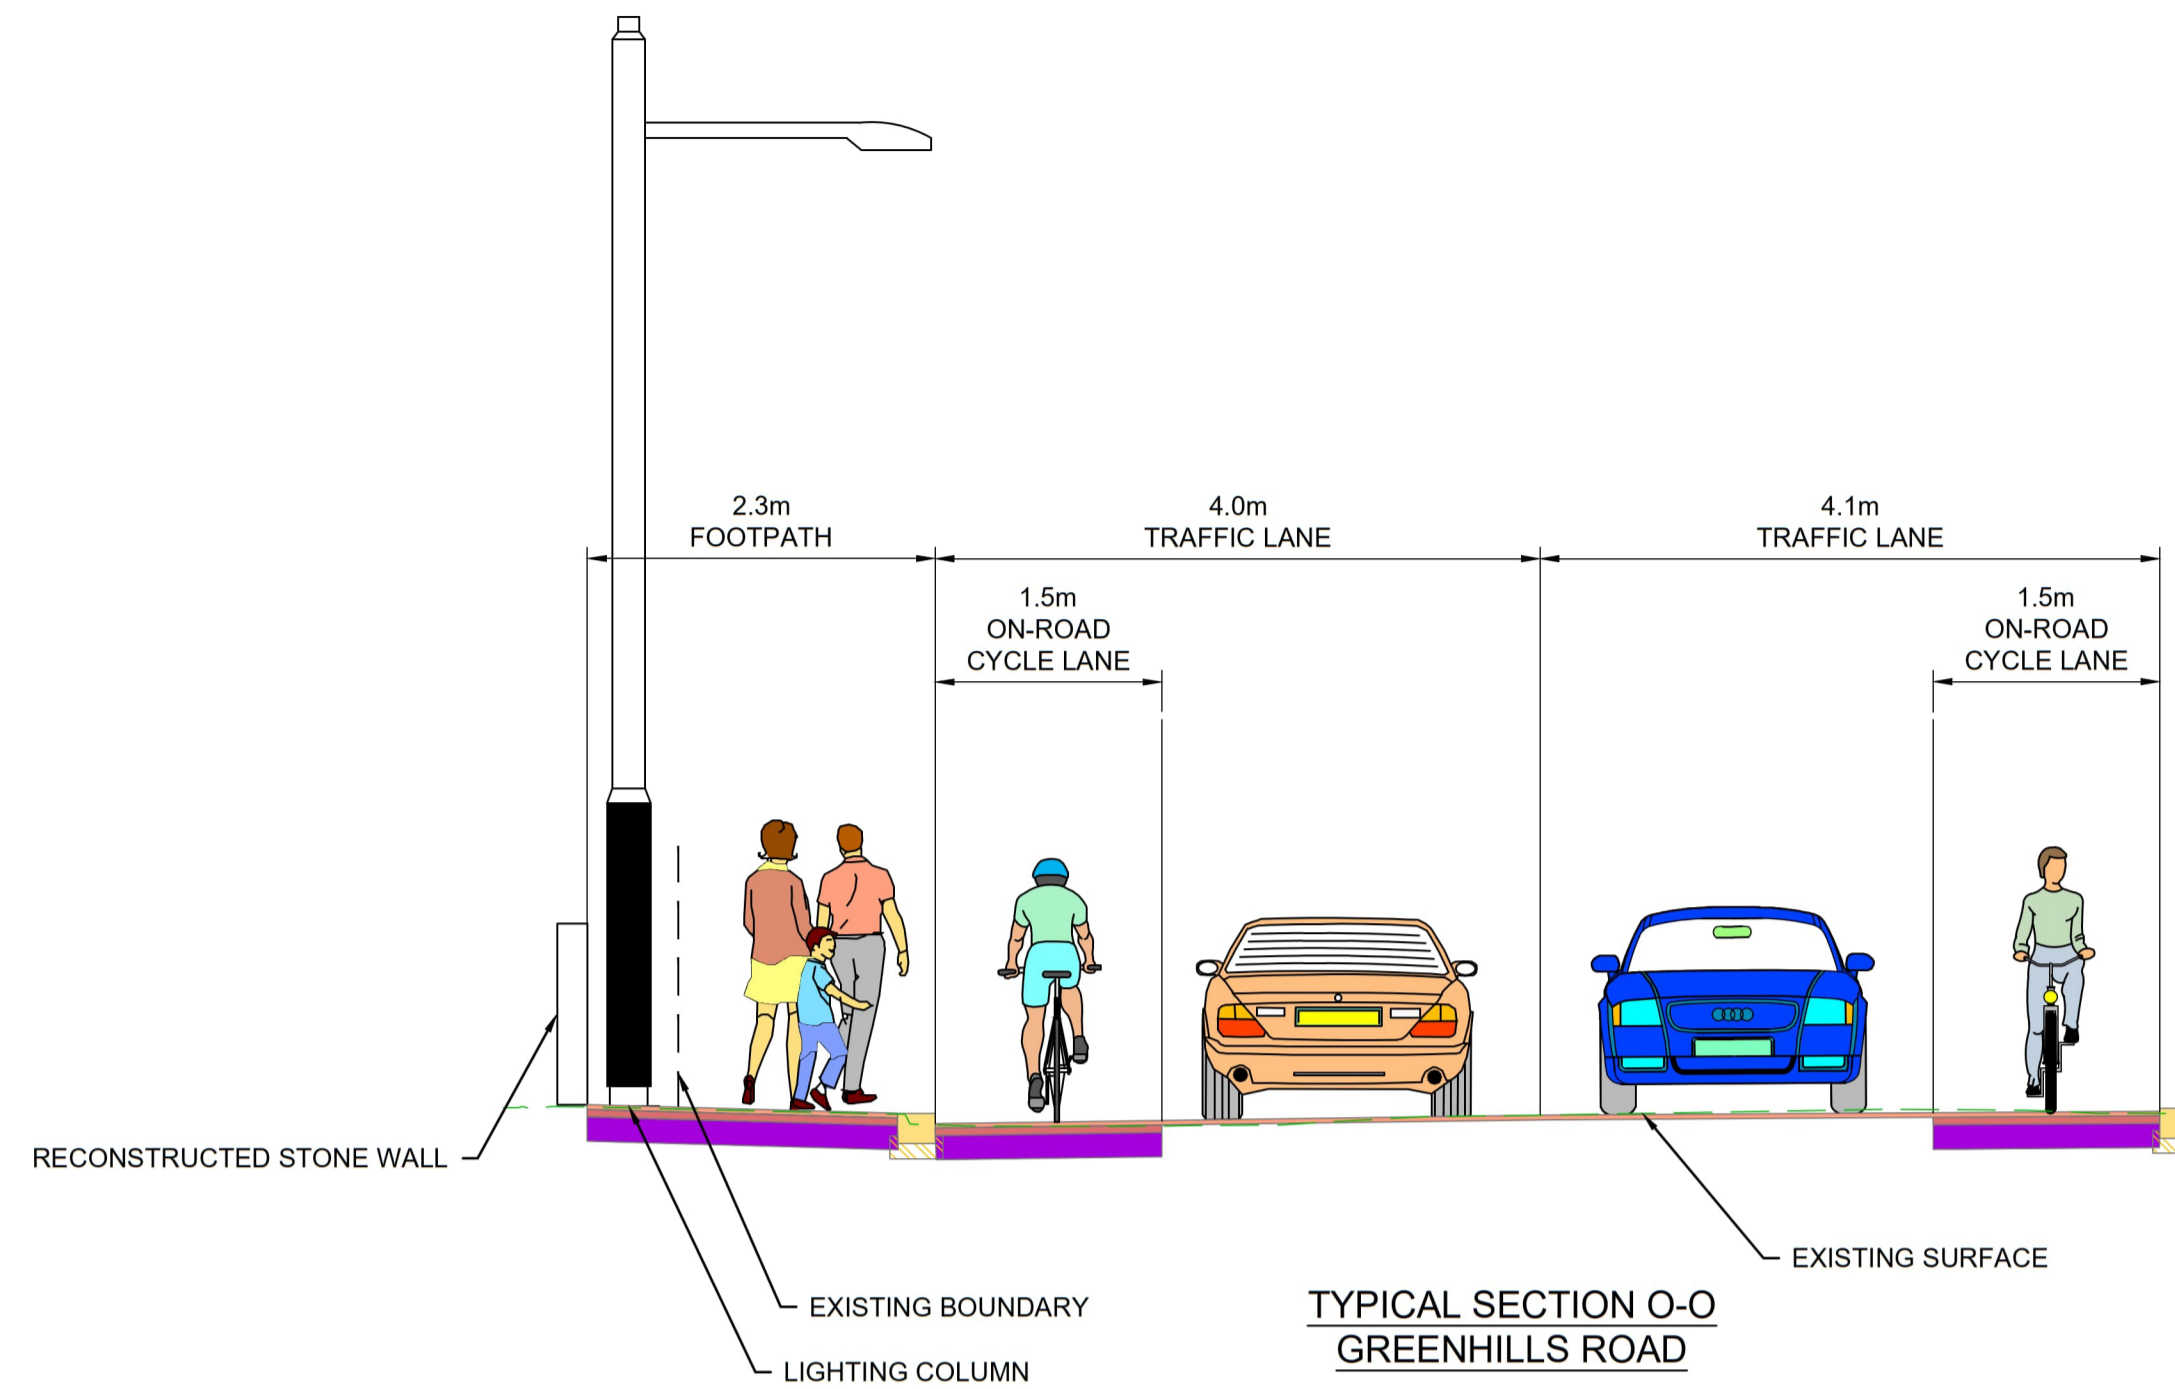 2.3m
FOOTPATH
4.0m
TRAFFIC LANE
4.1m
TRAFFIC LANE
1.5m
ON-ROAD
CYCLE LANE
1.5m
ON-ROAD
CYCLE LANE
RECONSTRUCTED STONE WALL
EXISTING SURFACE
EXISTING BOUNDARY
LIGHTING COLUMN
TYPICAL SECTION O-O
GREENHILLS ROAD